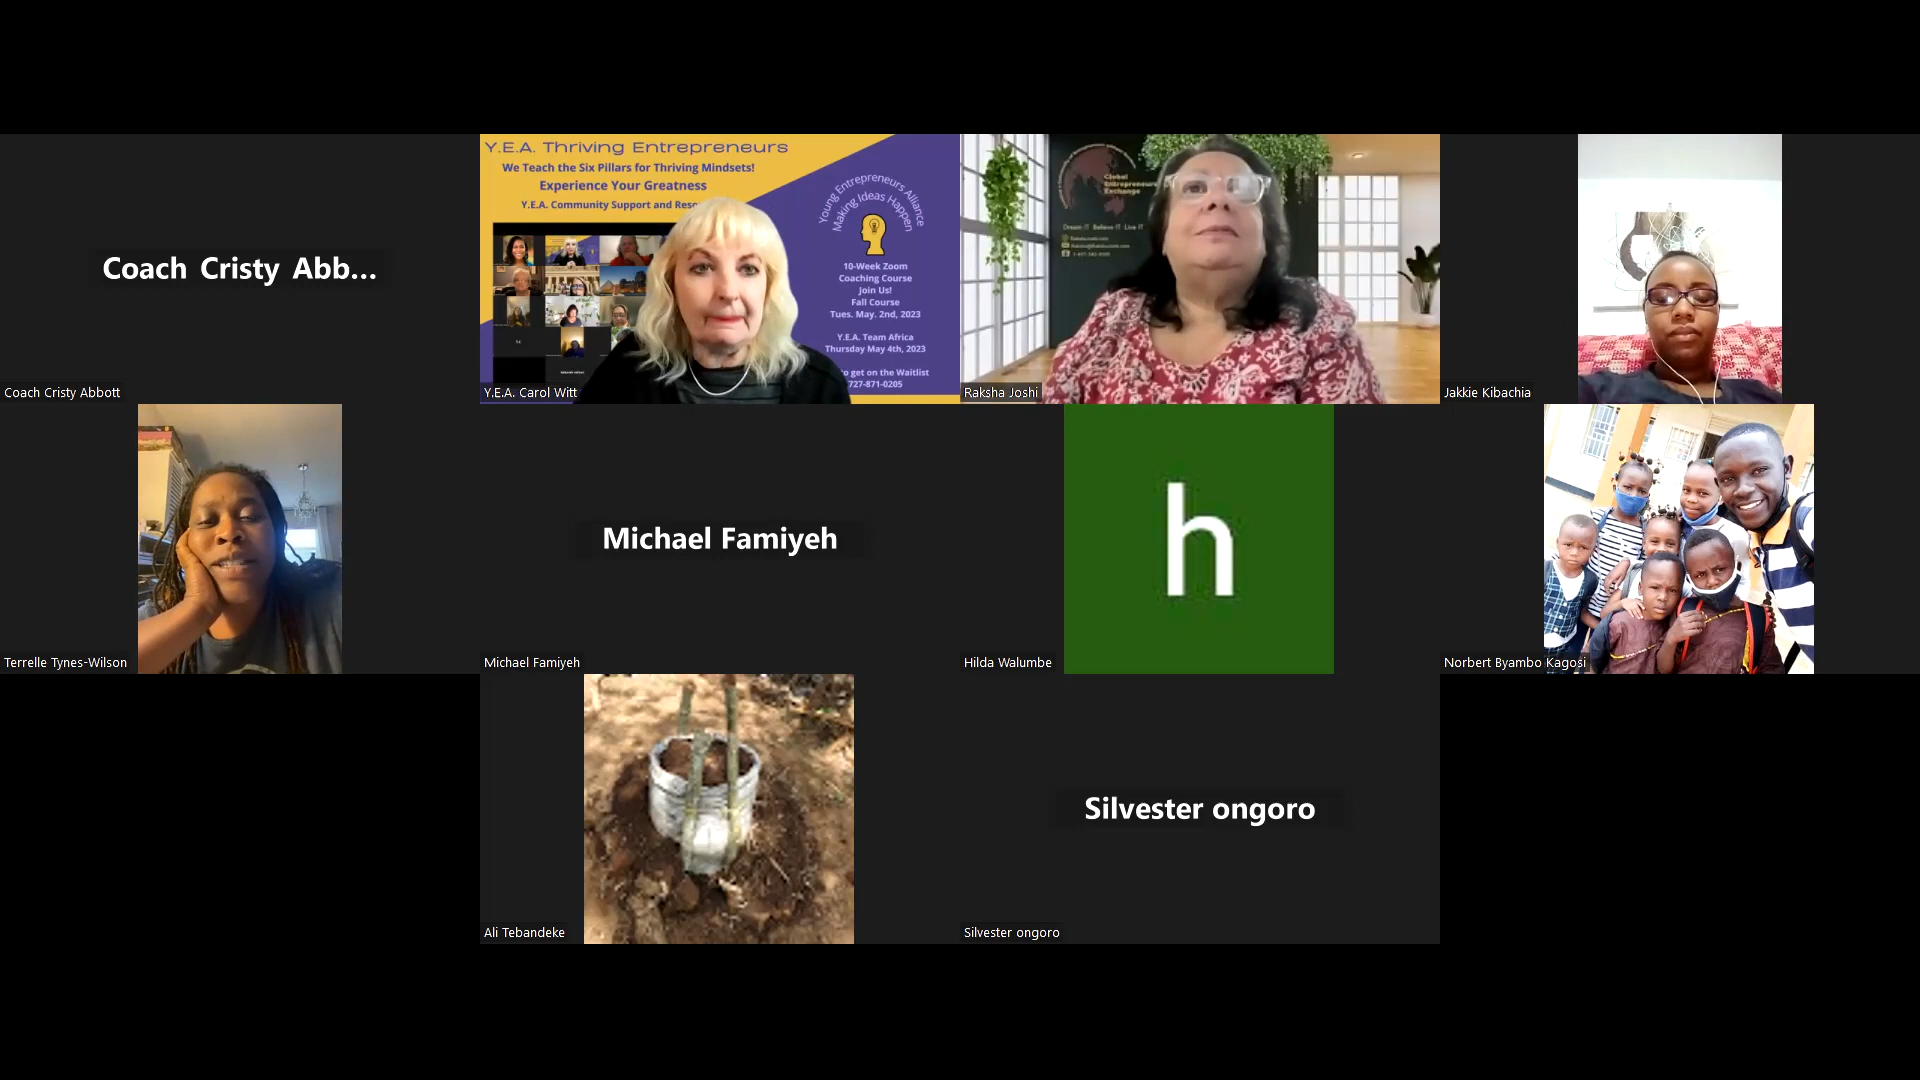 Coach Cristy Abb...
Coach Cristy Abbott
Y.E.A. Thriving Entrepreneurs
We Teach the Six Pillars for Thriving Mindsets!
Experience Your Greatness
Y.E.A. Community Support and
Young Entrepreneurs Alliance
Making Ideas Happen
10-Week Zoom
Coaching Course
Join Us!
Fall Course
Tues. May. 2nd, 2023
Y.E.A. Team Africa
Thursday May 4th, 2023
to get on the Waitlist
727-871-0205
Y.E.A. Carol Witt
Global
Entrepreneurs
Exchange
Dream IT Believe IT Live IT
Raksha Joshi
Jakkie Kibachia
Terrelle Tynes-Wilson
Michael Famiyeh
Michael Famiyeh
h
Hilda Walumbe
Norbert Byambo Kagosi
Ali Tebandeke
Silvester ongoro
Silvester ongoro